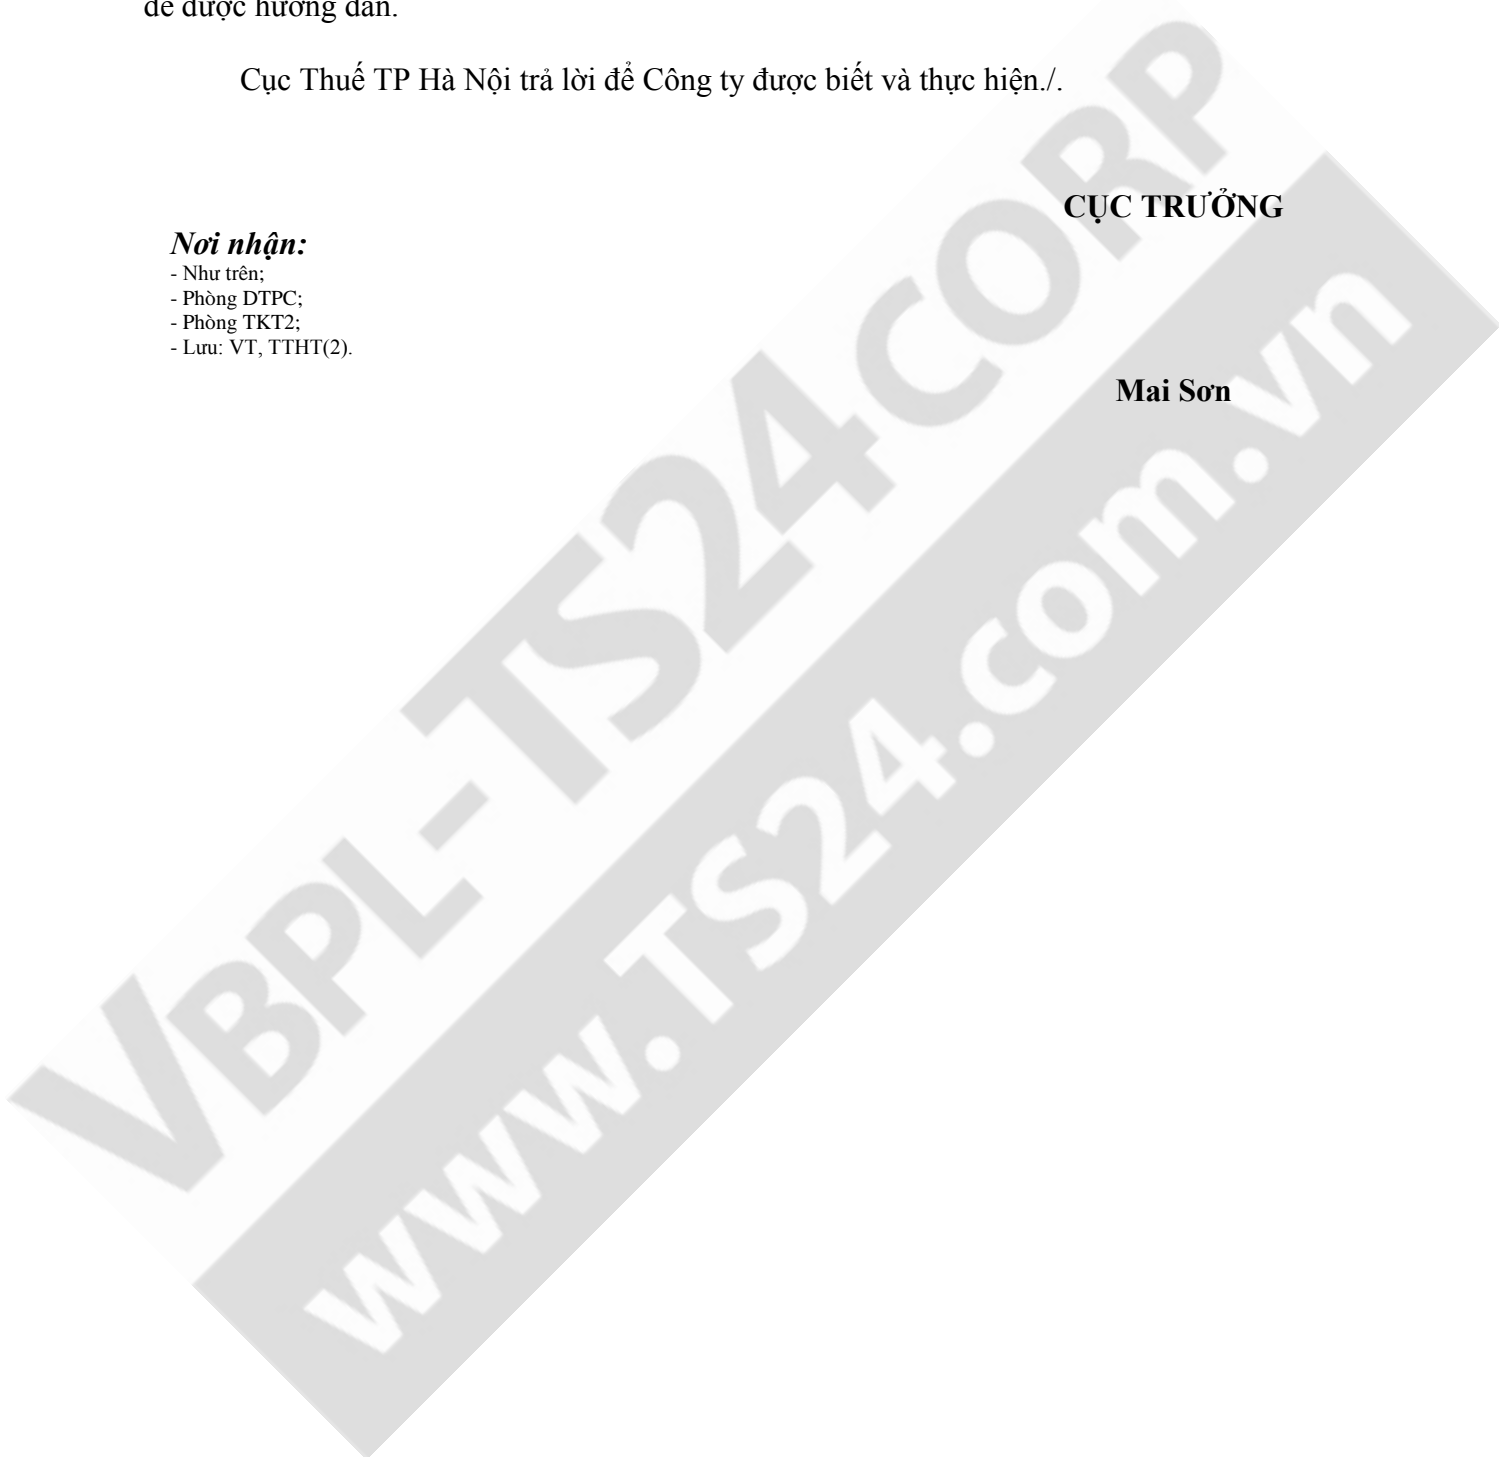 để được hướng dẫn.
Cục Thuế TP Hà Nội trả lời để Công ty được biết và thực hiện./.
CỤC TRƯỞNG
Nơi nhận:
- Như trên;
- Phòng DTPC;
- Phòng TKT2;
- Lưu: VT, TTHT(2).
Mai Sơn
VBPL-TS24CORP
www.TS24.com.vn